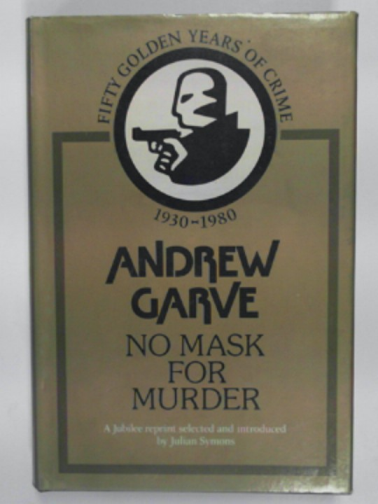 FIFTY GOLDEN YEARS OF CRIME
1930-1980
ANDREW
GARVE
NO MASK
FOR
MURDER
A Jubilee reprint selected and introduced
by Julian Symons